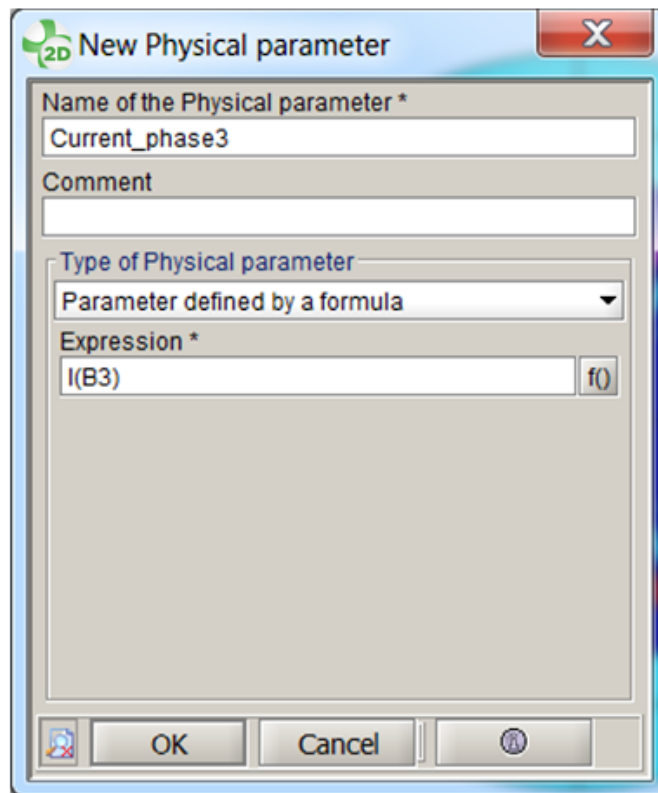 2D New Physical parameter X
Name of the Physical parameter *
Current_phase3
Comment
Type of Physical parameter
Parameter defined by a formula
Expression *
I(B3) f()
OK Cancel